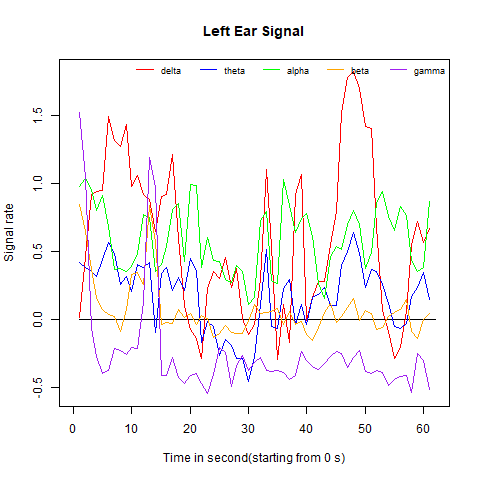 Left Ear Signal
delta theta alpha beta gamma
Signal rate
1.5
1.0
0.5
0.0
-0.5
0 10 20 30 40 50 60
Time in second(starting from 0 s)